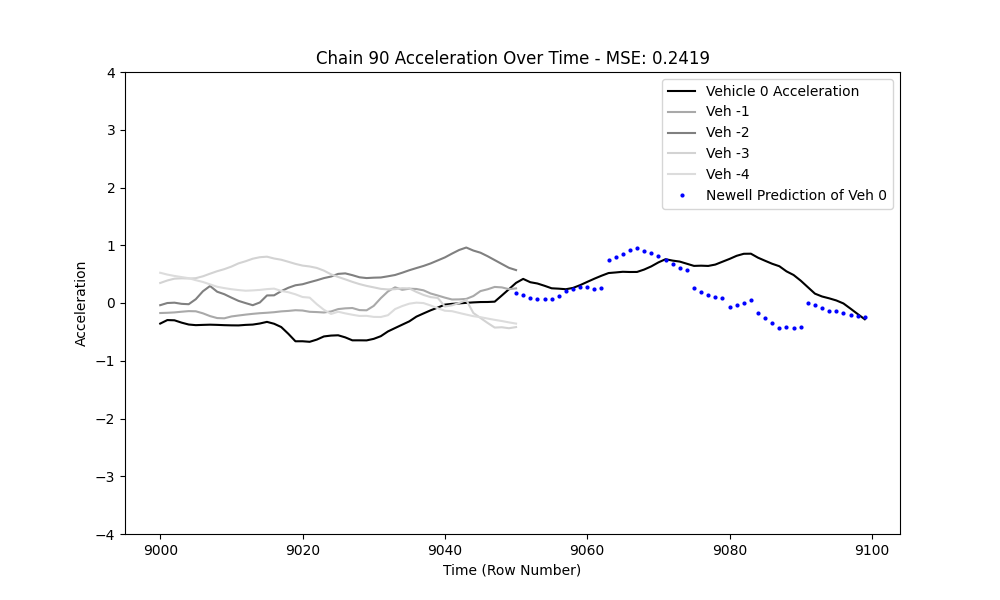 Chain 90 Acceleration Over Time - MSE: 0.2419
Vehicle 0 Acceleration
Veh -1
Veh -2
Veh -3
Veh -4
Newell Prediction of Veh 0
Acceleration
4
3
2
1
0
−1
−2
−3
−4
9000
9020
9040
9060
9080
9100
Time (Row Number)